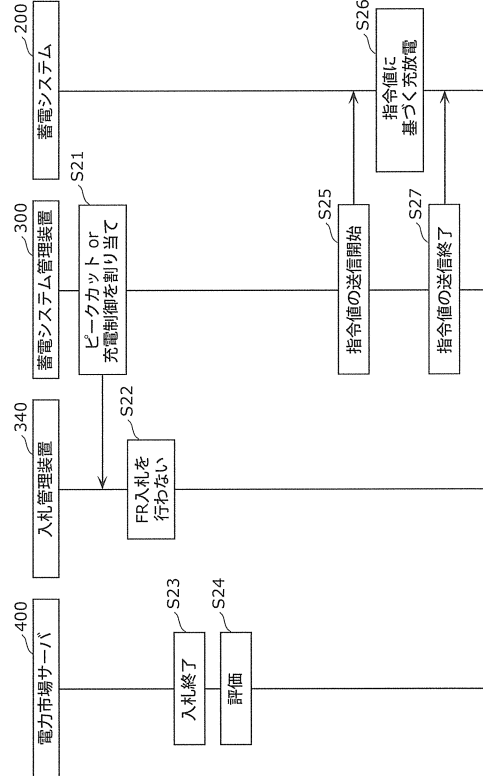 400
電力市場サーバ
340
入札管理装置
300
蓄電システム管理装置
200
蓄電システム
S21
ピークカット or
充電制御を割り当て
S22
FR入札を
行わない
S23
入札終了
S24
評価
S25
指令値の送信開始
S26
指令値に
基づく充放電
S27
指令値の送信終了